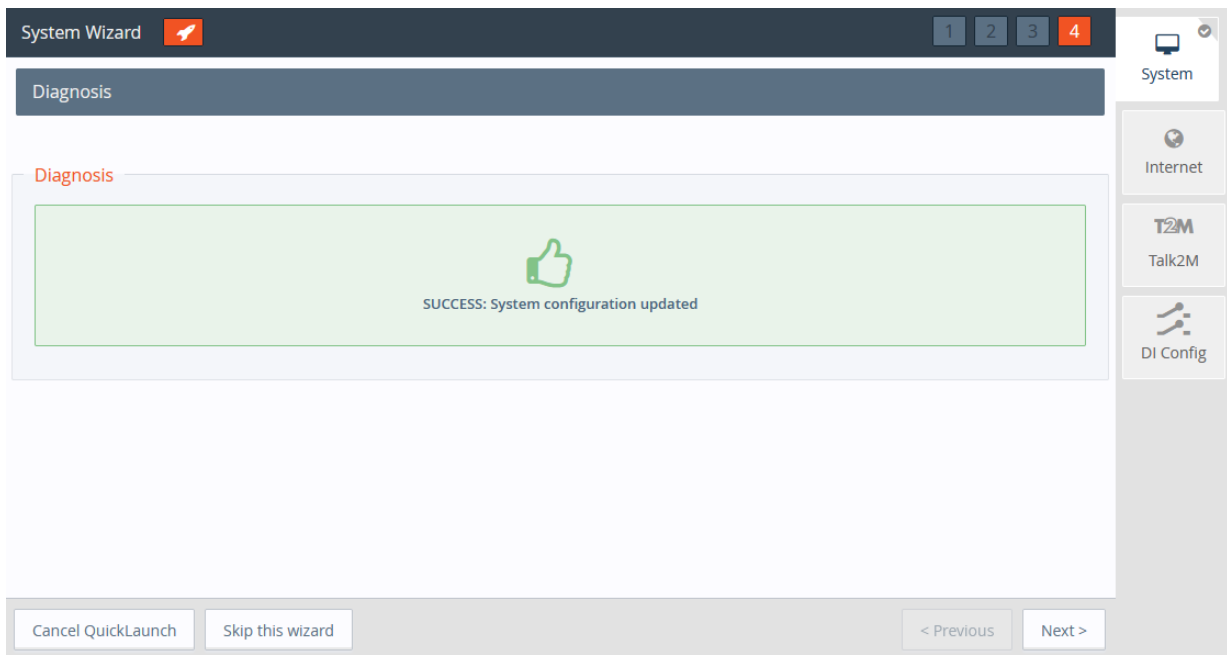 System Wizard
1 2 3 4
Diagnosis
Diagnosis
SUCCESS: System configuration updated
Cancel QuickLaunch
Skip this wizard
< Previous
Next >
System
Internet
T2M
Talk2M
DI Config